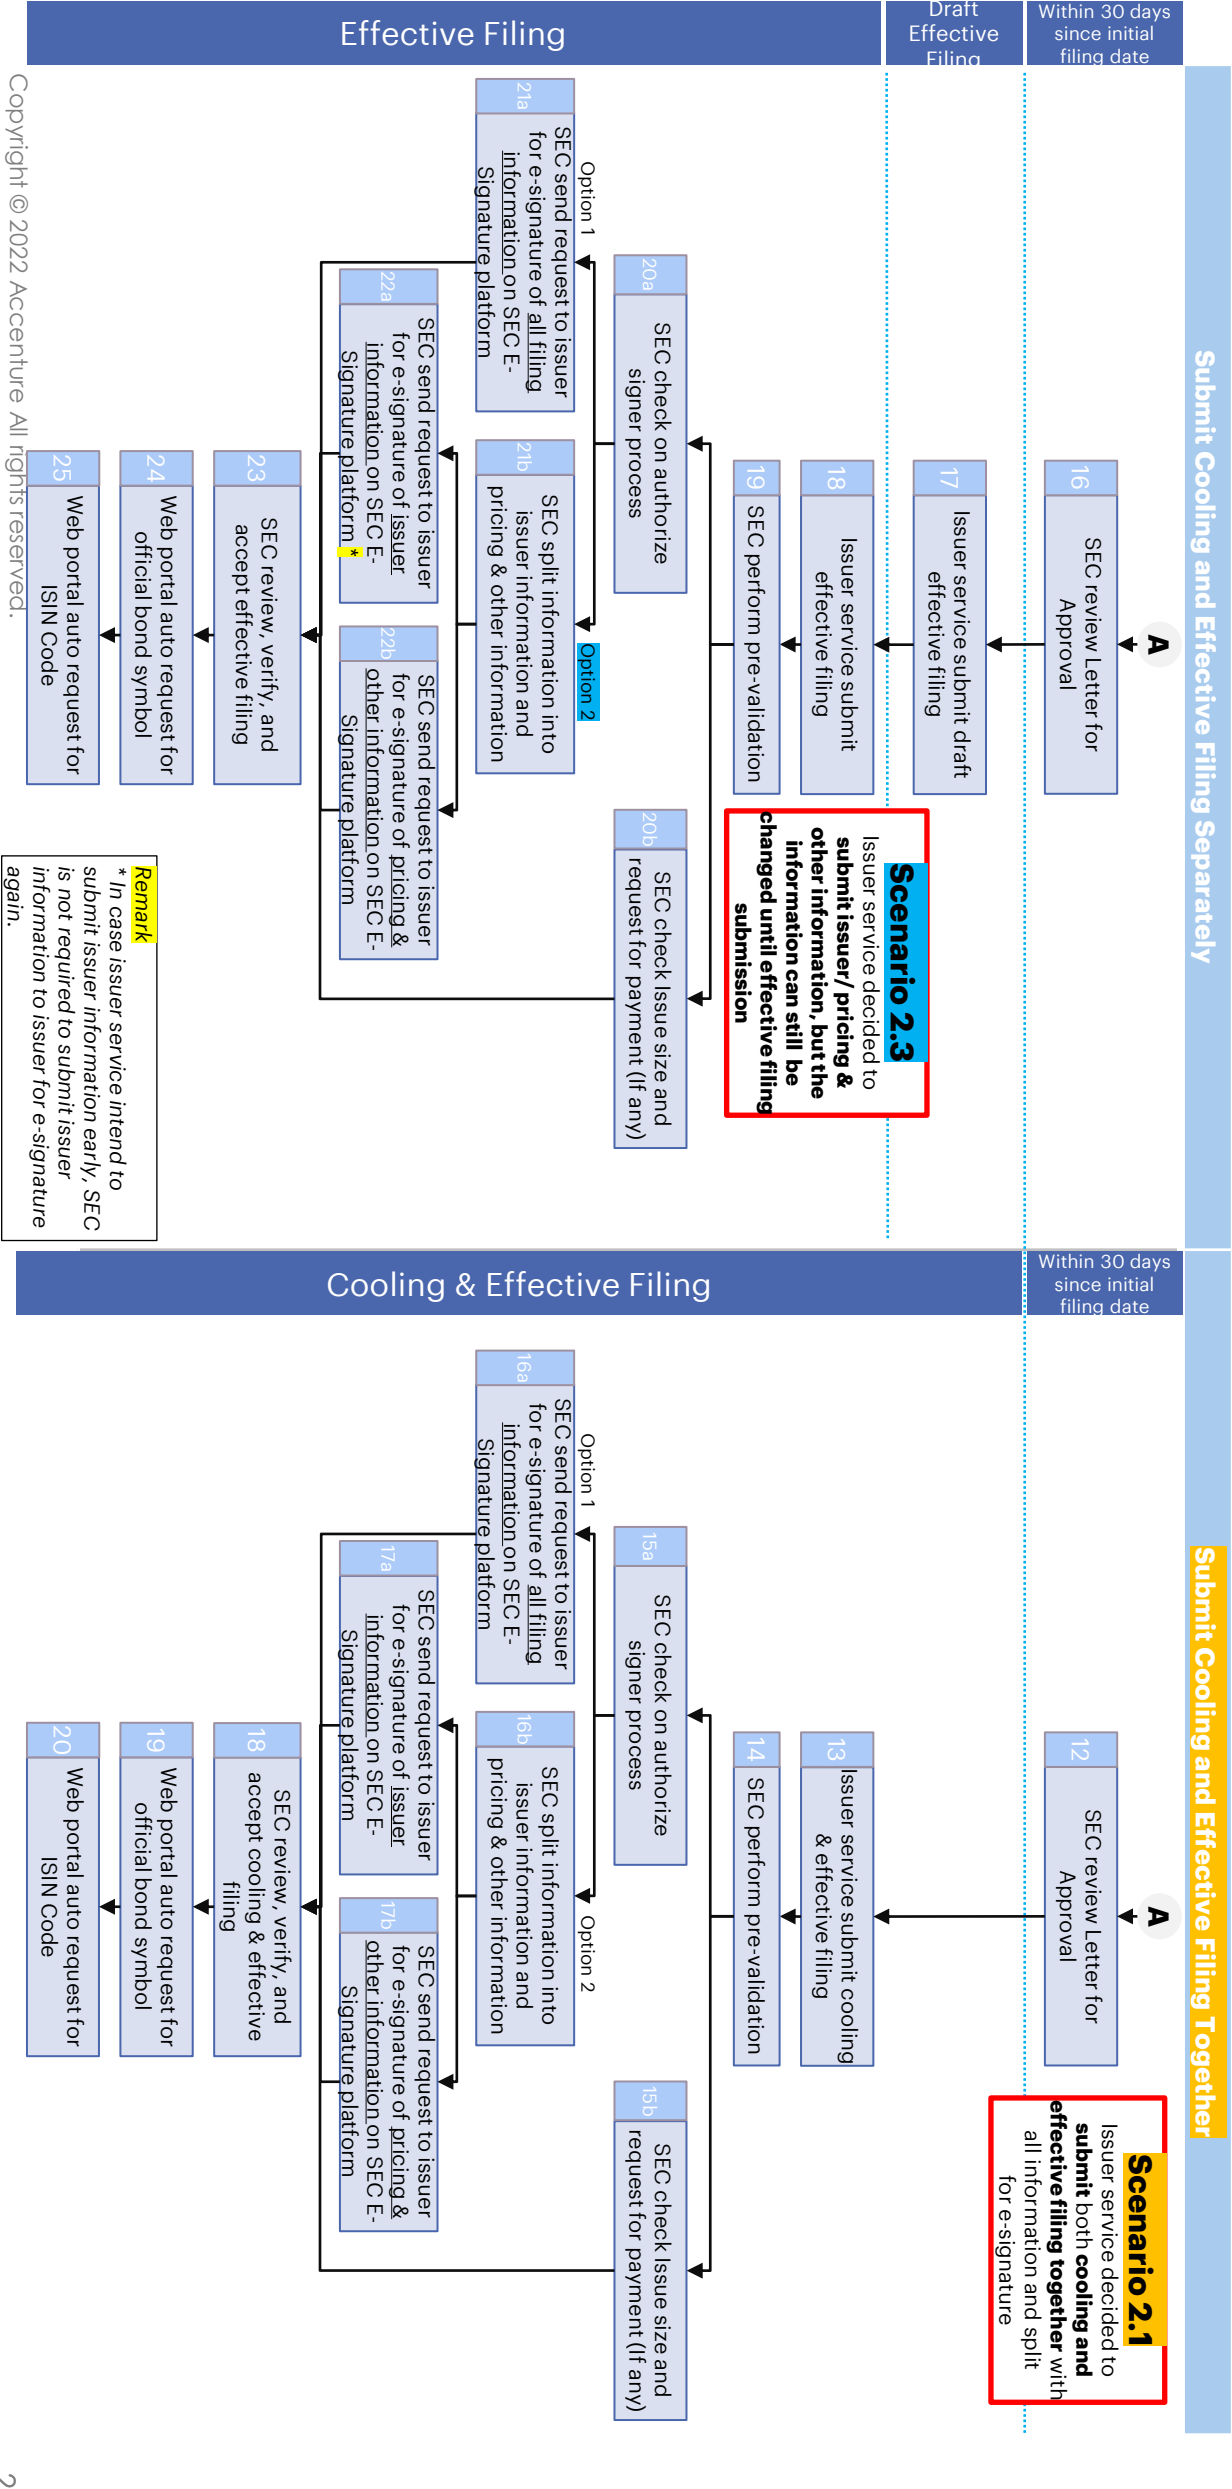 Submit Cooling and Effective Filing Separately
Within 30 days
since initial
filing date
A
16
SEC review Letter for
Approval
Draft
Effective
Filing
17
Issuer service submit draft
effective filing
Scenario 2.3
Issuer service decided to
submit issuer/ pricing &
other information, but the
information can still be
changed until effective filing
submission
Effective Filing
18
Issuer service submit
effective filing
19
SEC perform pre-validation
20a
SEC check on authorize
signer process
20b
SEC check Issue size and
request for payment (If any)
Option 1
Option 2
21a
SEC send request to issuer
for e-signature of all filing
information on SEC E-
Signature platform
21b
SEC split information into
issuer information and
pricing & other information
22a
SEC send request to issuer
for e-signature of issuer
information on SEC E-
Signature platform *
22b
SEC send request to issuer
for e-signature of pricing &
other information on SEC E-
Signature platform
23
SEC review, verify, and
accept effective filing
24
Web portal auto request for
official bond symbol
25
Web portal auto request for
ISIN Code
Remark
* In case issuer service intend to
submit issuer information early, SEC
is not required to submit issuer
information to issuer for e-signature
again.
Copyright © 2022 Accenture All rights reserved.
Submit Cooling and Effective Filing Together
Within 30 days
since initial
filing date
A
12
SEC review Letter for
Approval
Scenario 2.1
Issuer service decided to
submit both cooling and
effective filing together with
all information and split
for e-signature
Cooling & Effective Filing
13
Issuer service submit cooling
& effective filing
14
SEC perform pre-validation
15a
SEC check on authorize
signer process
15b
SEC check Issue size and
request for payment (If any)
Option 1
Option 2
16a
SEC send request to issuer
for e-signature of all filing
information on SEC E-
Signature platform
16b
SEC split information into
issuer information and
pricing & other information
17a
SEC send request to issuer
for e-signature of issuer
information on SEC E-
Signature platform
17b
SEC send request to issuer
for e-signature of pricing &
other information on SEC E-
Signature platform
18
SEC review, verify, and
accept cooling & effective
filing
19
Web portal auto request for
official bond symbol
20
Web portal auto request for
ISIN Code
2